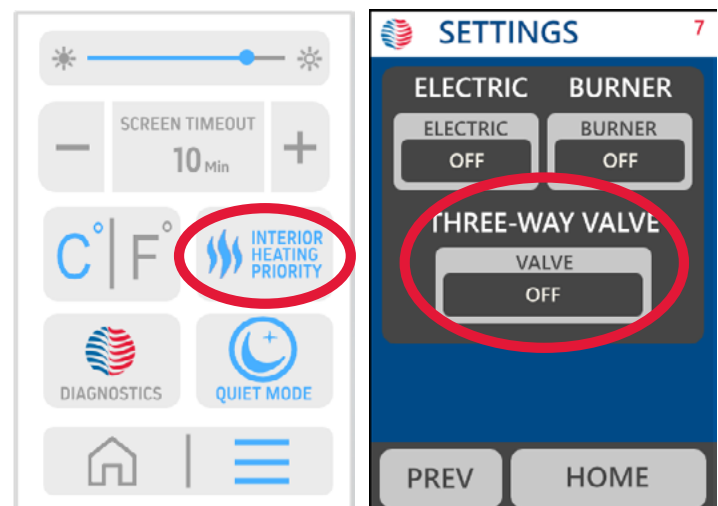 SCREEN TIMEOUT
10 Min
C° | F°
INTERIOR
HEATING
PRIORITY
DIAGNOSTICS
QUIET MODE
SETTINGS 7
ELECTRIC BURNER
ELECTRIC BURNER
OFF OFF
THREE-WAY VALVE
VALVE
OFF
PREV HOME